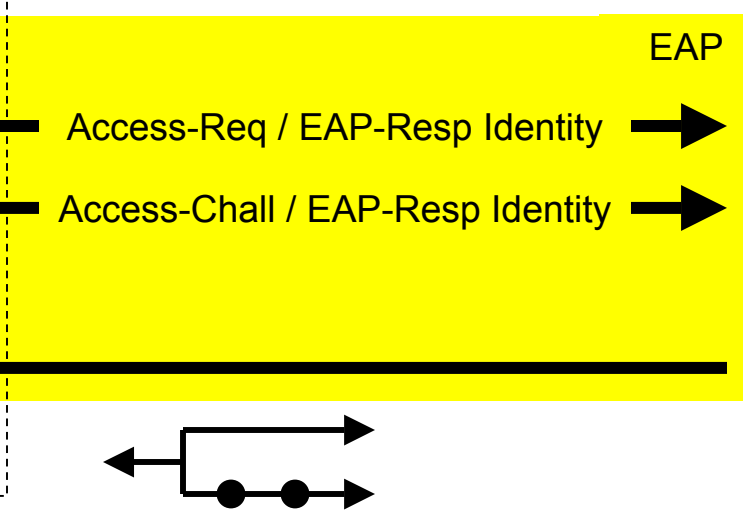 EAP
Access-Req / EAP-Resp Identity
Access-Chall / EAP-Resp Identity